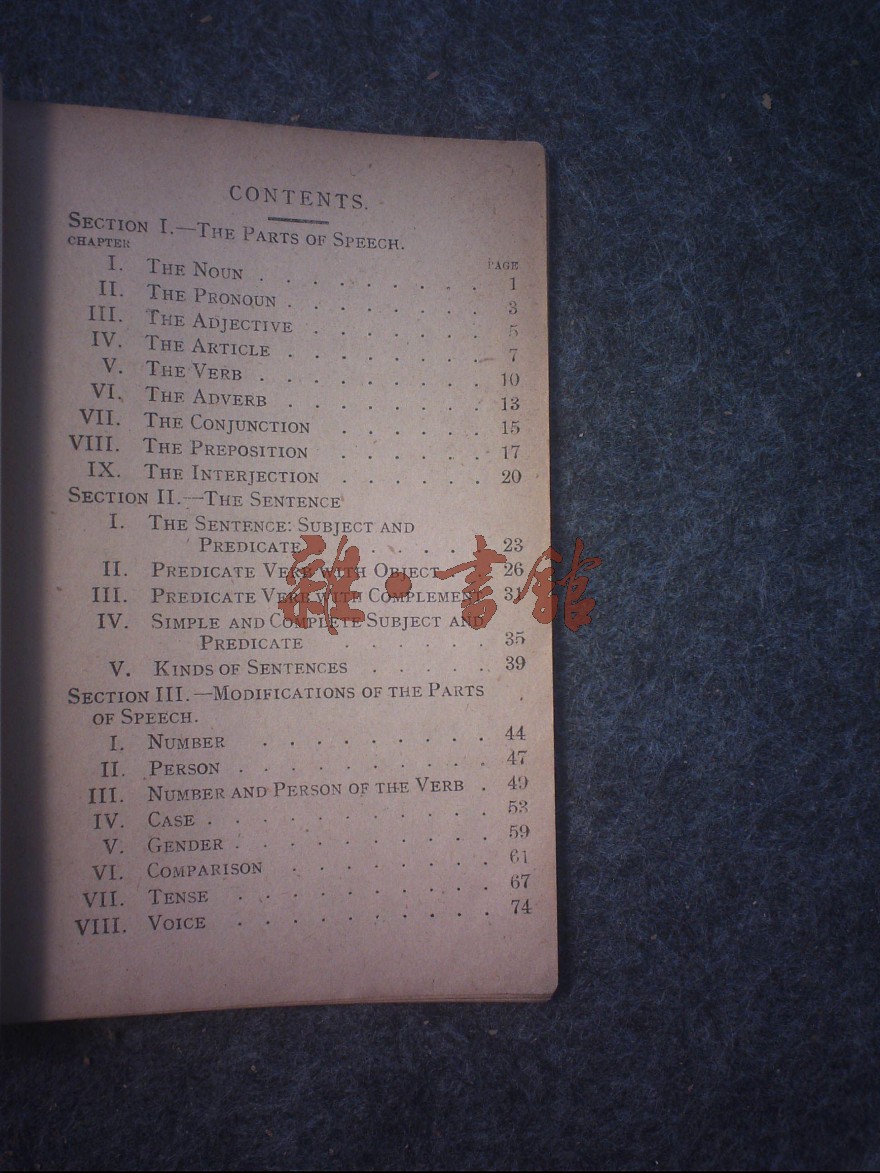 CONTENTS.
SECTION I.—THE PARTS OF SPEECH.
CHAPTER PAGE
I. THE NOUN . . . . . . . . . 1
II. THE PRONOUN . . . . . . . . 3
III. THE ADJECTIVE . . . . . . . 5
IV. THE ARTICLE . . . . . . . . 7
V. THE VERB . . . . . . . . . 10
VI. THE ADVERB . . . . . . . . 13
VII. THE CONJUNCTION . . . . . . 15
VIII. THE PREPOSITION . . . . . . 17
IX. THE INTERJECTION . . . . . . 20
SECTION II.—THE SENTENCE
I. THE SENTENCE: SUBJECT AND
PREDICATE . . . . . 23
II. PREDICATE VERB WITH OBJECT . 26
III. PREDICATE VERB WITH COMPLEMENT 31
IV. SIMPLE AND COMPLETE SUBJECT AND
PREDICATE . . . . . . 35
V. KINDS OF SENTENCES . . . . . 39
SECTION III.—MODIFICATIONS OF THE PARTS
OF SPEECH.
I. NUMBER . . . . . . . . . 44
II. PERSON . . . . . . . . . . 47
III. NUMBER AND PERSON OF THE VERB . 49
IV. CASE . . . . . . . . . . . 53
V. GENDER . . . . . . . . . . 59
VI. COMPARISON . . . . . . . . 61
VII. TENSE . . . . . . . . . . 67
VIII. VOICE . . . . . . . . . . 74
雜·書館